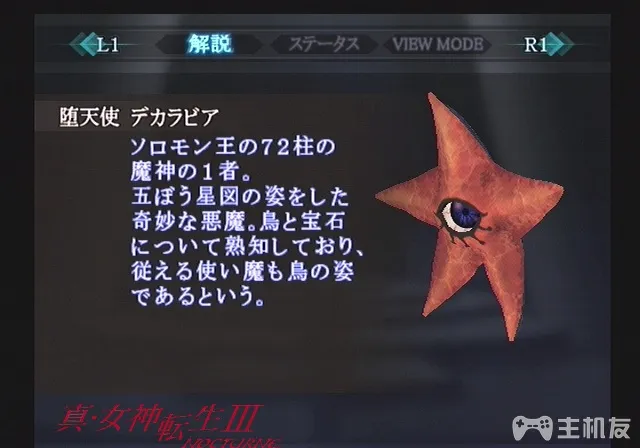 L1 解説 ステータス VIEW MODE R1
堕天使 デカラビア
ソロモン王の72柱の
魔神の1者。
五ぼう星図の姿をした
奇妙な悪魔。鳥と宝石
について熟知しており、
従える使い魔も鳥の姿
であるという。
真・女神転生III
NOCTURNE
主机友